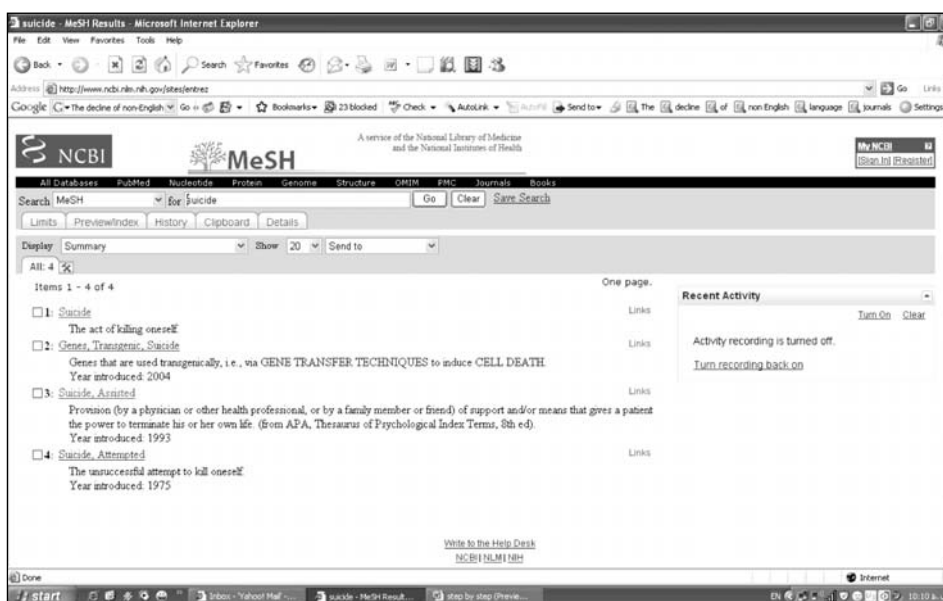 suicide - MeSH Results - Microsoft Internet Explorer
File Edit View Favorites Tools Help
Back Search Favorites
Address http://www.ncbi.nlm.nih.gov/sites/entrez Go Links
Google The decline of non-English Go Bookmarks 23 blocked Check AutoLink AutoFill Send to The decline of non English language journals Settings
NCBI
MeSH
A service of the National Library of Medicine
and the National Institutes of Health
My NCBI
[Sign In] [Register]
All Databases PubMed Nucleotide Protein Genome Structure OMIM PMC Journals Books
Search MeSH for suicide Go Clear Save Search
Limits Preview/Index History Clipboard Details
Display Summary Show 20 Send to
All: 4
Items 1 - 4 of 4 One page.
1: Suicide Links
The act of killing oneself.
2: Genes, Transgenic, Suicide Links
Genes that are used transgenically, i.e., via GENE TRANSFER TECHNIQUES to induce CELL DEATH.
Year introduced: 2004
3: Suicide, Assisted Links
Provision (by a physician or other health professional, or by a family member or friend) of support and/or means that gives a patient
the power to terminate his or her own life. (from APA, Thesaurus of Psychological Index Terms, 8th ed).
Year introduced: 1993
4: Suicide, Attempted Links
The unsuccessful attempt to kill oneself.
Year introduced: 1975
Recent Activity
Turn On Clear
Activity recording is turned off.
Turn recording back on
Write to the Help Desk
NCBI | NLM | NIH
Done Internet
start Inbox - Yahoo! Mail -... suicide - MeSH Result... step by step (Previe... EN 10:10